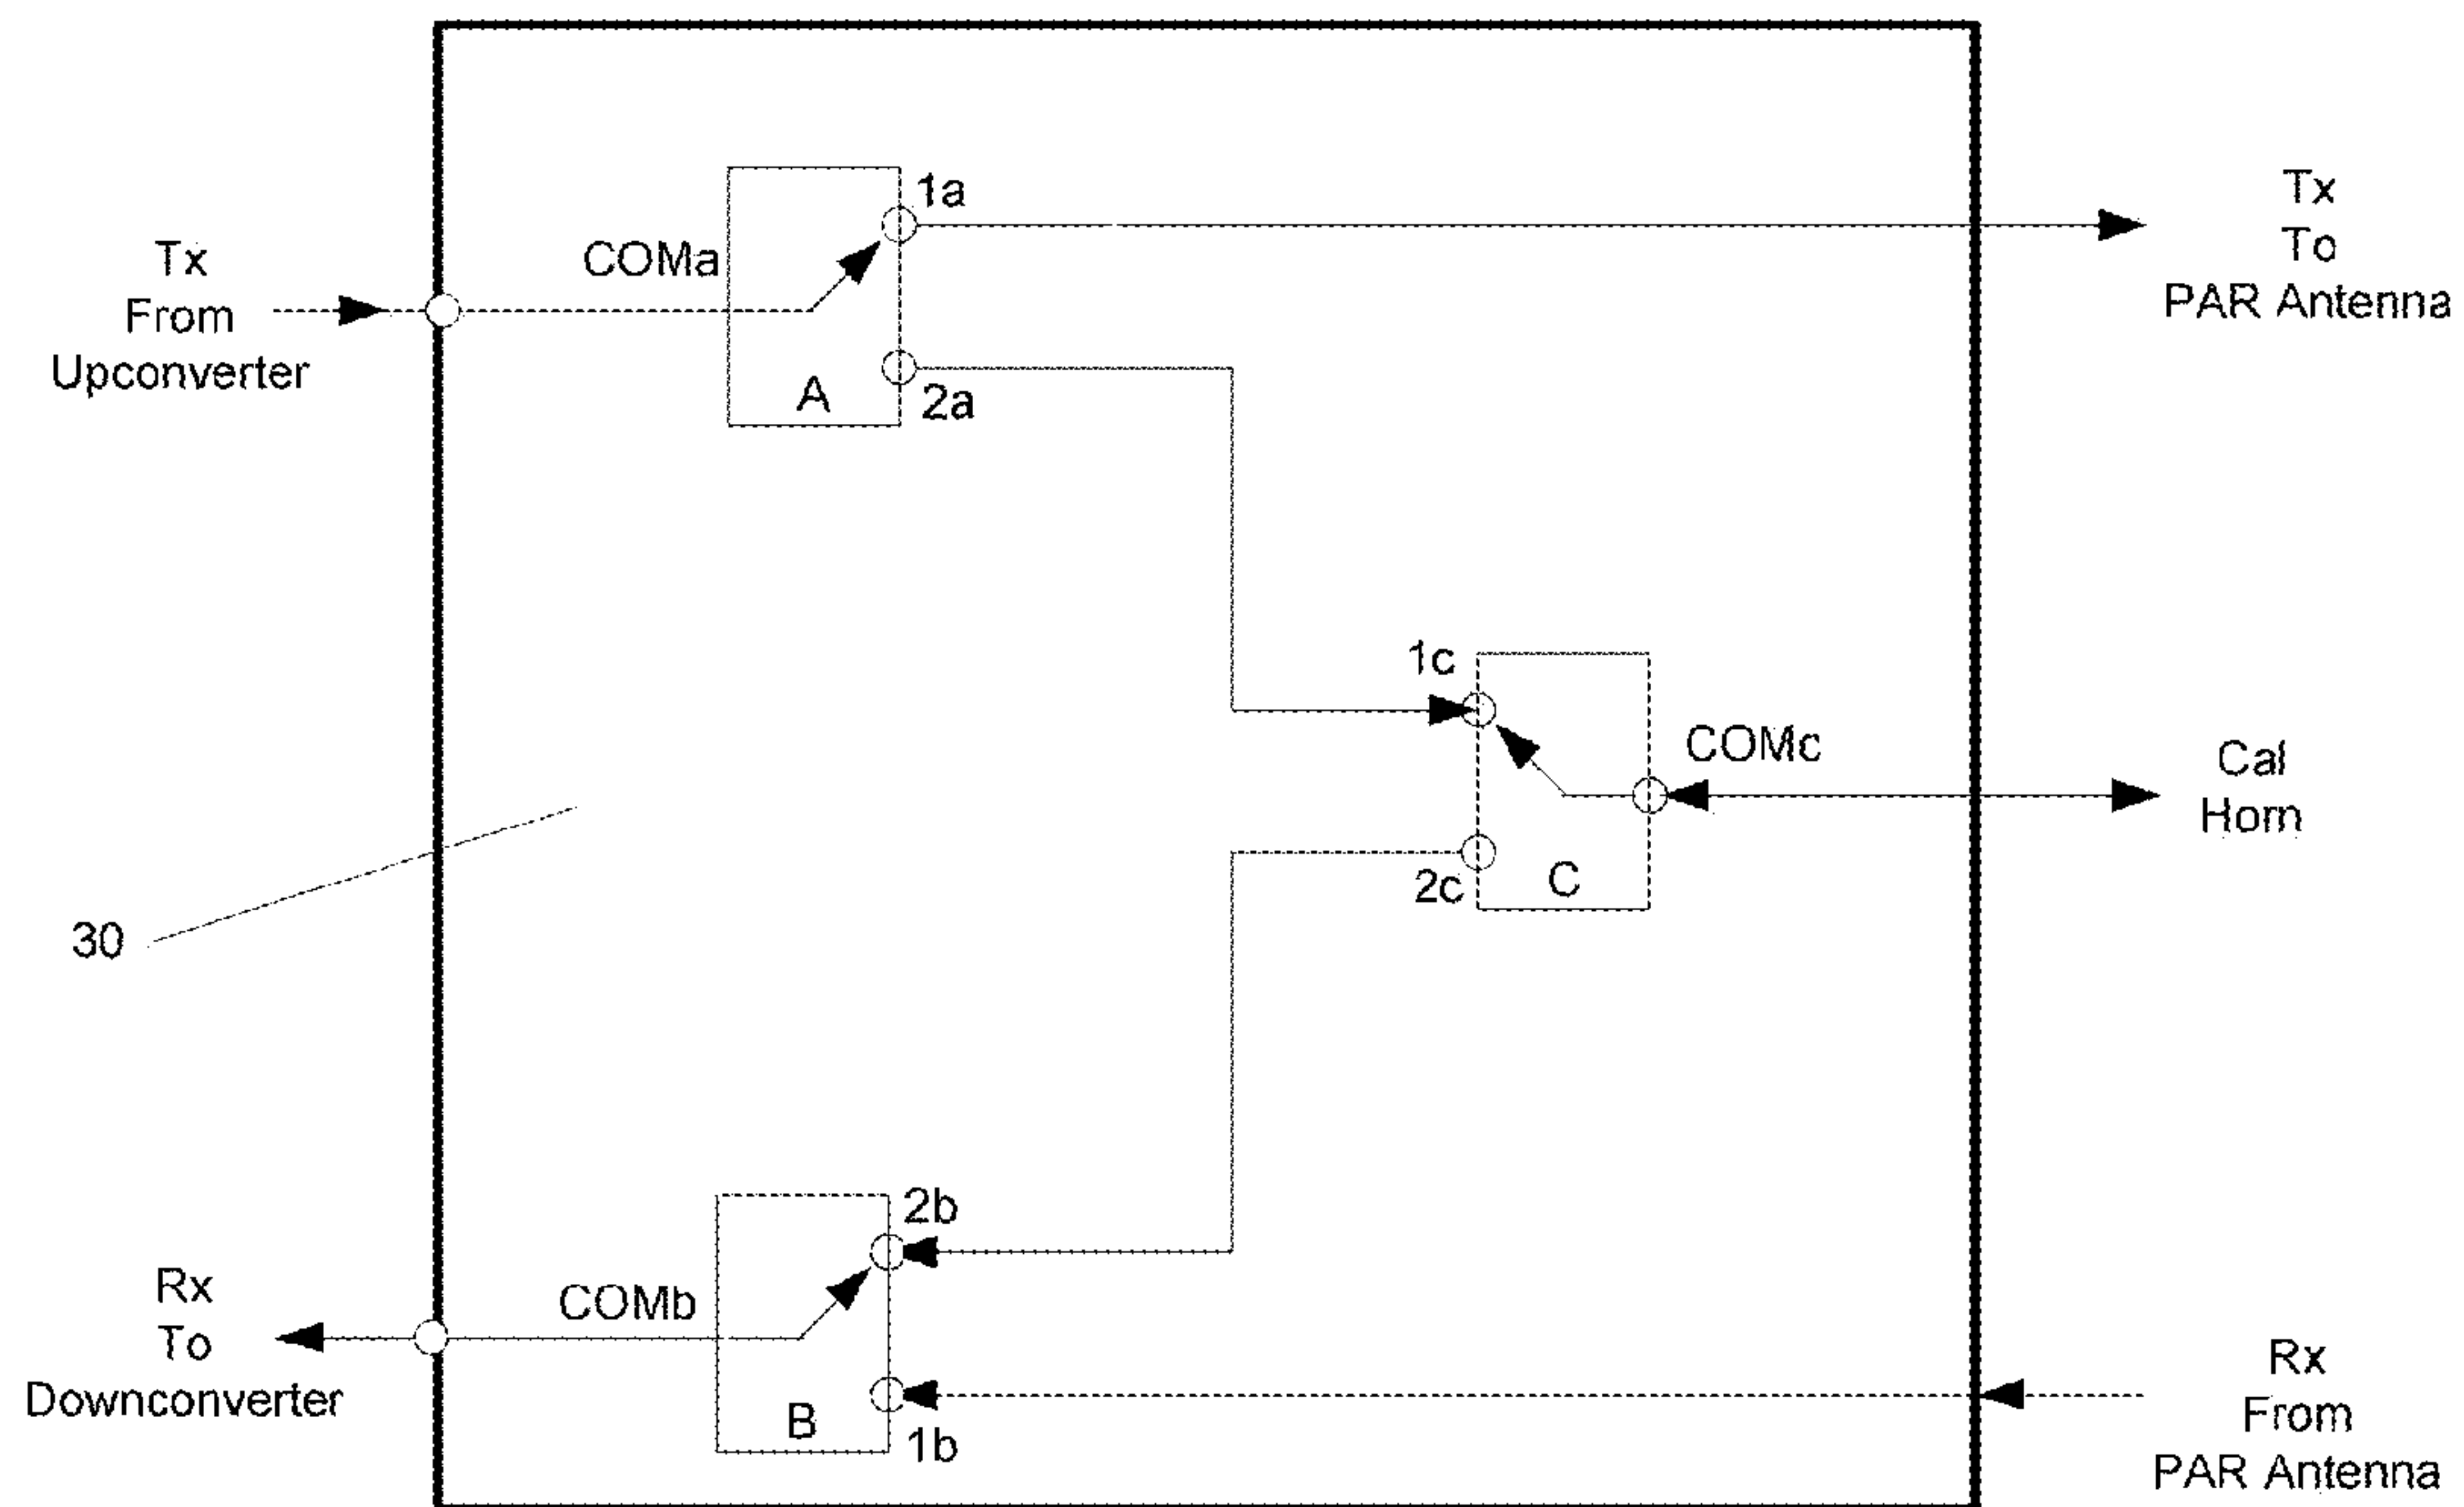 Tx
From
Upconverter
COMa
1a
2a
A
Tx
To
PAR Antenna
1c
COMc
2c
C
Cal
Horn
30
Rx
To
Downconverter
COMb
2b
B
1b
Rx
From
PAR Antenna